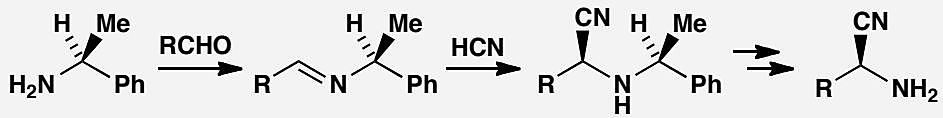 H Me
H₂N Ph
RCHO
R N
H Me
Ph
HCN
CN
H Me
R N
H
Ph
CN
R NH₂